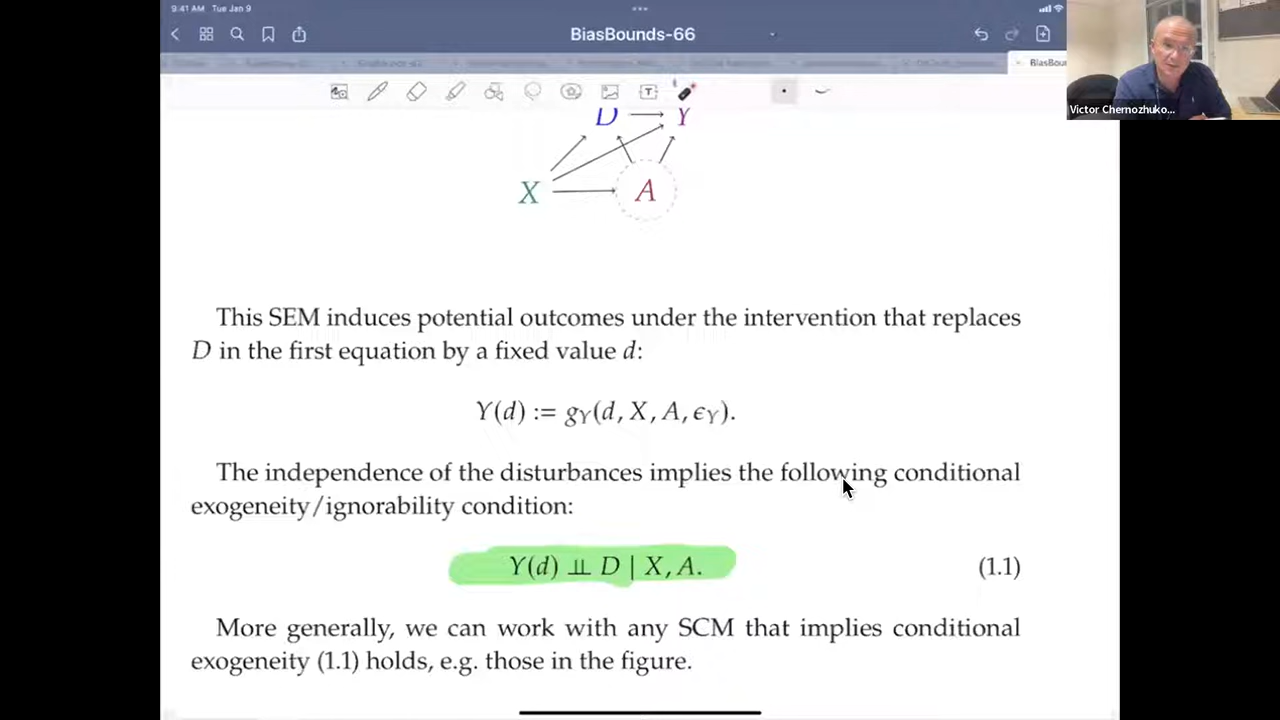 9:41 AM Tue Jan 9
BiasBounds-66
BiasBoun
T
Victor Chernozhuko...
D Y
X A
This SEM induces potential outcomes under the intervention that replaces
D in the first equation by a fixed value d:
Y(d) := g_Y(d, X, A, ϵ_Y).
The independence of the disturbances implies the following conditional
exogeneity/ignorability condition:
Y(d) ⫫ D | X, A. (1.1)
More generally, we can work with any SCM that implies conditional
exogeneity (1.1) holds, e.g. those in the figure.